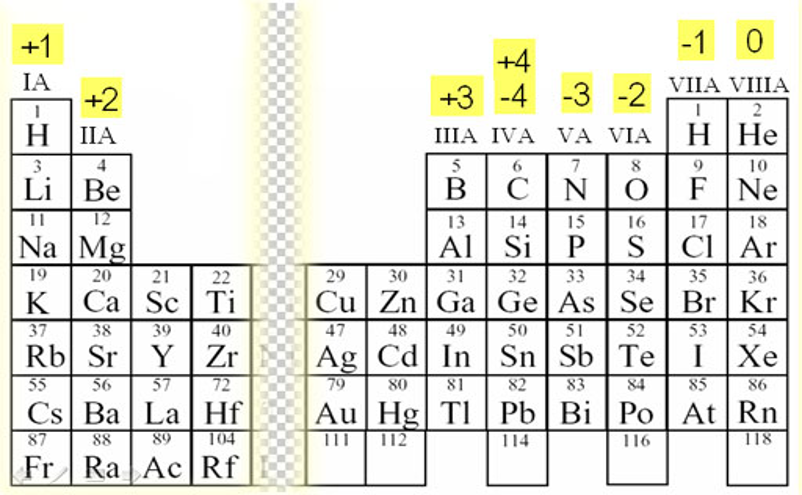 +1 -1 0
+4
IA +2 +3 -4 -3 -2 VIIA VIIIA
1 1 2
H IIA IIIA IVA VA VIA H He
3 4 5 6 7 8 9 10
Li Be B C N O F Ne
11 12 13 14 15 16 17 18
Na Mg Al Si P S Cl Ar
19 20 21 22 29 30 31 32 33 34 35 36
K Ca Sc Ti Cu Zn Ga Ge As Se Br Kr
37 38 39 40 47 48 49 50 51 52 53 54
Rb Sr Y Zr Ag Cd In Sn Sb Te I Xe
55 56 57 72 79 80 81 82 83 84 85 86
Cs Ba La Hf Au Hg Tl Pb Bi Po At Rn
87 88 89 104 111 112 114 116 118
Fr Ra Ac Rf